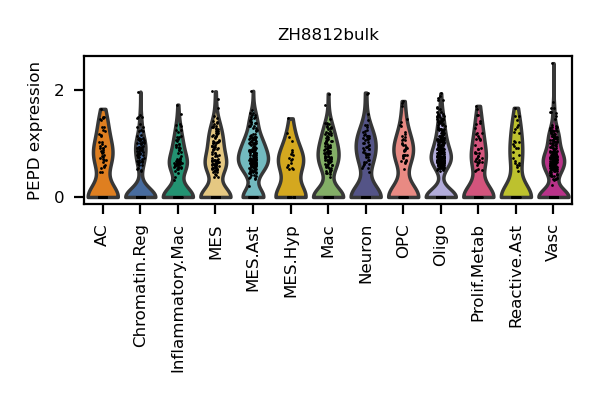 ZH8812bulk
PEPD expression
2
0
AC
Chromatin.Reg
Inflammatory.Mac
MES
MES.Ast
MES.Hyp
Mac
Neuron
OPC
Oligo
Prolif.Metab
Reactive.Ast
Vasc